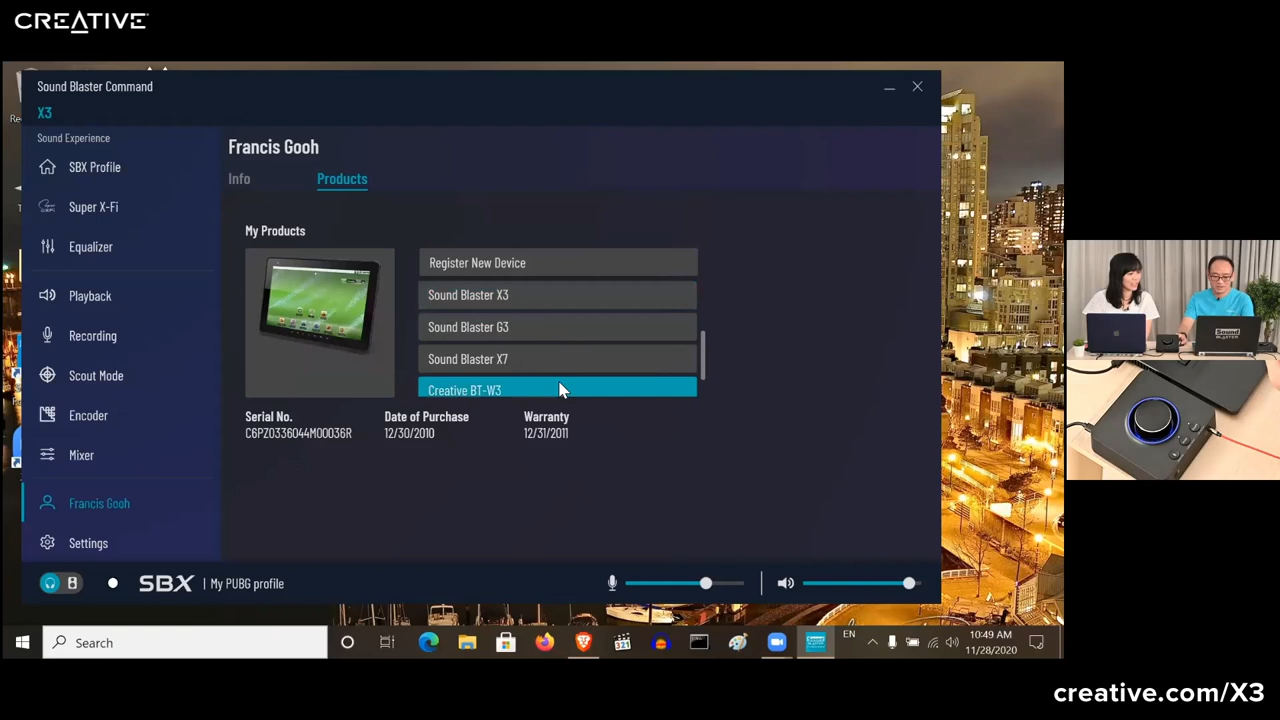 CREATIVE
Sound Blaster Command
X3
Sound Experience
SBX Profile
Super X-Fi
Equalizer
Playback
Recording
Scout Mode
Encoder
Mixer
Francis Gooh
Settings
Francis Gooh
Info
Products
My Products
Register New Device
Sound Blaster X3
Sound Blaster G3
Sound Blaster X7
Creative BT-W3
Serial No.
Date of Purchase
Warranty
C6PZ0336044M00036R
12/30/2010
12/31/2011
SBX
| My PUBG profile
Search
321
EN
10:49 AM
11/28/2020
Sound
BLASTER
creative.com/X3